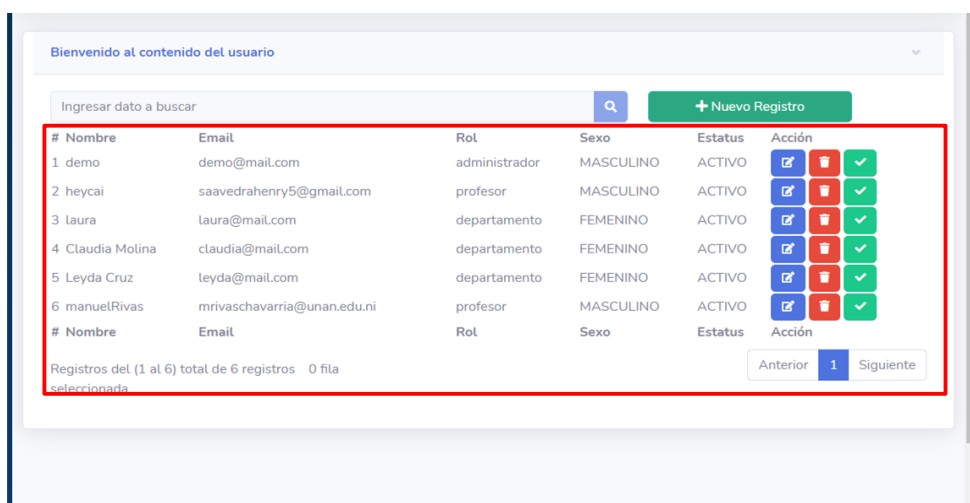 Bienvenido al contenido del usuario
Ingresar dato a buscar
Nuevo Registro
# Nombre Email Rol Sexo Estatus Acción
1 demo demo@mail.com administrador MASCULINO ACTIVO
2 heycai saavedrahenry5@gmail.com profesor MASCULINO ACTIVO
3 laura laura@mail.com departamento FEMENINO ACTIVO
4 Claudia Molina claudia@mail.com departamento FEMENINO ACTIVO
5 Leyda Cruz leyda@mail.com departamento FEMENINO ACTIVO
6 manuelRivas mrivaschavarria@unan.edu.ni profesor MASCULINO ACTIVO
# Nombre Email Rol Sexo Estatus Acción
Registros del (1 al 6) total de 6 registros 0 fila
seleccionada
Anterior 1 Siguiente